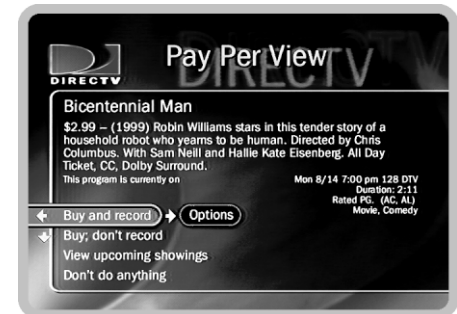 DIRECTV
Pay Per View
DIRECTV
Bicentennial Man
$2.99 – (1999) Robin Williams stars in this tender story of a
household robot who yearns to be human. Directed by Chris
Columbus. With Sam Neill and Hallie Kate Eisenberg. All Day
Ticket, CC, Dolby Surround.
This program is currently on
Mon 8/14 7:00 pm 128 DTV
Duration: 2:11
Rated PG. (AC, AL)
Movie, Comedy
Buy and record
Options
Buy; don't record
View upcoming showings
Don't do anything